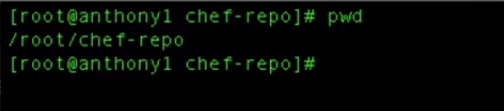 [root@anthony1 chef-repo]# pwd
/root/chef-repo
[root@anthony1 chef-repo]#